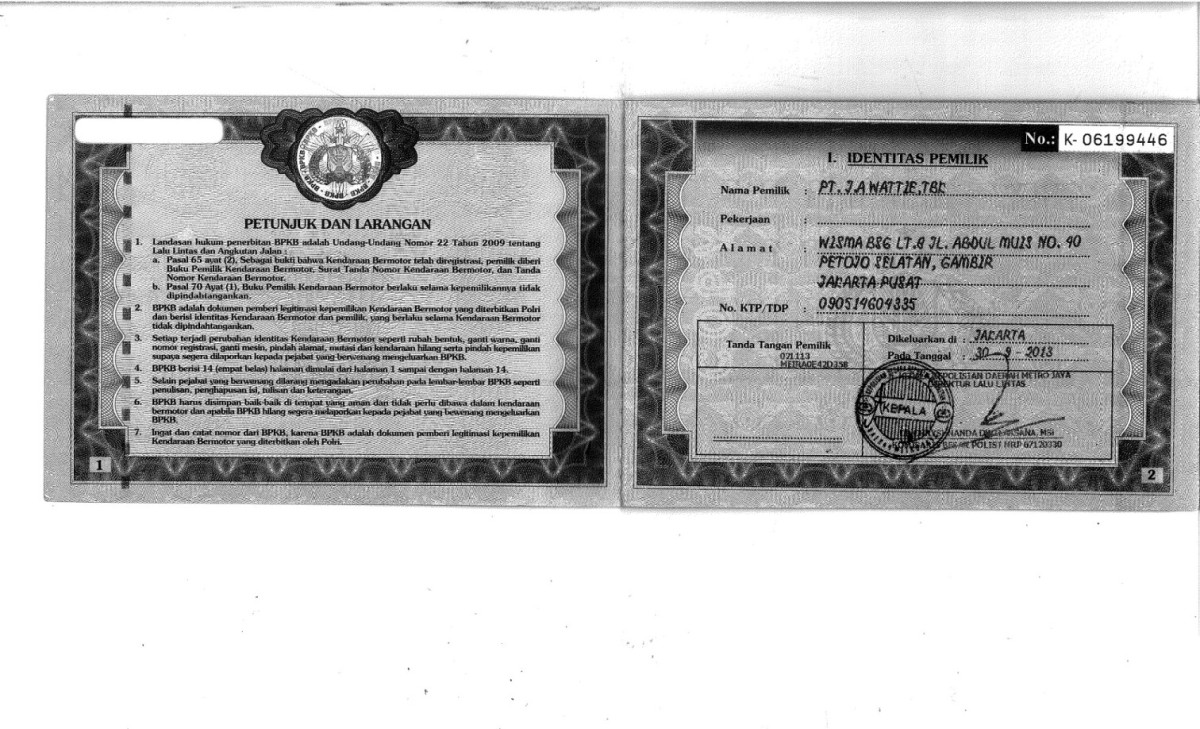 PETUNJUK DAN LARANGAN
1. Landasan hukum penerbitan BPKB adalah Undang-Undang Nomor 22 Tahun 2009 tentang
Lalu Lintas dan Angkutan Jalan :
a. Pasal 65 ayat (2), Sebagai bukti bahwa Kendaraan Bermotor telah diregistrasi, pemilik diberi
Buku Pemilik Kendaraan Bermotor, Surat Tanda Nomor Kendaraan Bermotor, dan Tanda
Nomor Kendaraan Bermotor.
b. Pasal 70 Ayat (1), Buku Pemilik Kendaraan Bermotor berlaku selama kepemilikannya tidak
dipindahtangankan.
2. BPKB adalah dokumen pemberi legitimasi kepemilikan Kendaraan Bermotor yang diterbitkan Polri
dan berisi identitas Kendaraan Bermotor dan pemilik, yang berlaku selama Kendaraan Bermotor
tidak dipindahtangankan.
3. Setiap terjadi perubahan identitas Kendaraan Bermotor seperti rubah bentuk, ganti warna, ganti
nomor registrasi, ganti mesin, pindah alamat, mutasi dan kendaraan hilang serta pindah kepemilikan
supaya segera dilaporkan kepada pejabat yang berwenang mengeluarkan BPKB.
4. BPKB berisi 14 (empat belas) halaman dimulai dari halaman 1 sampai dengan halaman 14.
5. Selain pejabat yang berwenang dilarang mengadakan perubahan pada lembar-lembar BPKB seperti
penulisan, penghapusan isi, tulisan dan keterangan.
6. BPKB harus disimpan baik-baik di tempat yang aman dan tidak perlu dibawa dalam kendaraan
bermotor dan apabila BPKB hilang segera melaporkan kepada pejabat yang bewenang mengeluarkan
BPKB.
7. Ingat dan catat nomor dari BPKB, karena BPKB adalah dokumen pemberi legitimasi kepemilikan
Kendaraan Bermotor yang diterbitkan oleh Polri.
1
No.: K- 06199446
I. IDENTITAS PEMILIK
Nama Pemilik : PT. J.A WATTIE,TBK
Pekerjaan :
Alamat : WISMA BSG LT.8 JL. ABDUL MUIS NO. 40
PETOJO SELATAN, GAMBIR
JAKARTA PUSAT
No. KTP/TDP : 090514604335
Tanda Tangan Pemilik
021113
Dikeluarkan di : JAKARTA
Pada Tanggal : 30 - 9 - 2013
KEPOLISIAN DAERAH METRO JAYA
DIREKTUR LALU LINTAS
KEPALA
NRP 67120330
2